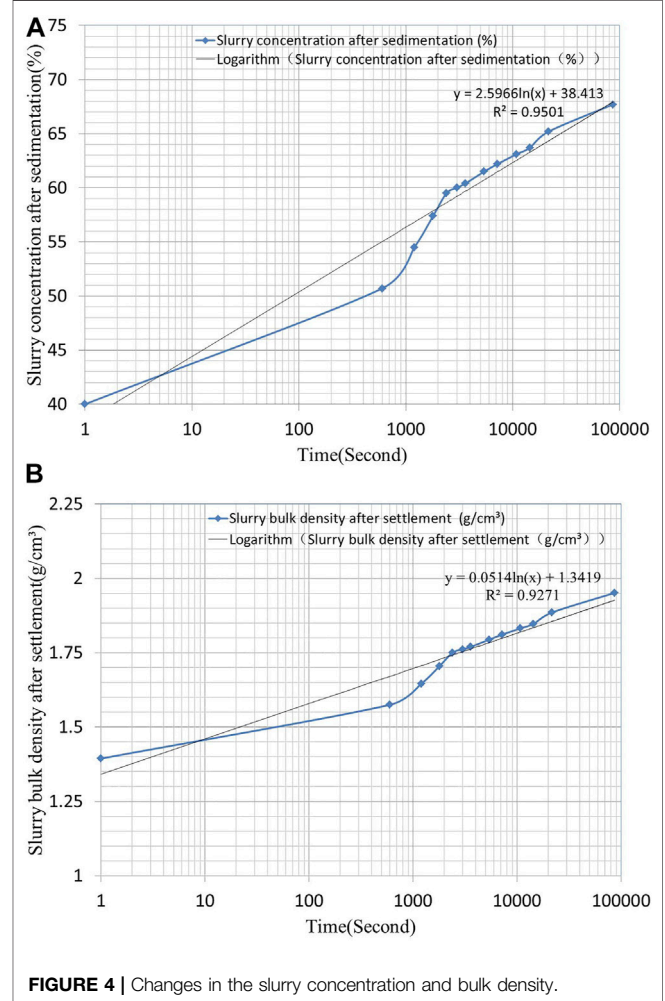 A
75
70
65
60
55
50
45
40
Slurry concentration after sedimentation(%)
Slurry concentration after sedimentation (%)
Logarithm（Slurry concentration after sedimentation（%））
y = 2.5966ln(x) + 38.413
R² = 0.9501
1 10 100 1000 10000 100000
Time(Second)
B
2.25
2
1.75
1.5
1.25
1
Slurry bulk density after settlement(g/cm³)
Slurry bulk density after settlement (g/cm³)
Logarithm（Slurry bulk density after settlement（g/cm³））
y = 0.0514ln(x) + 1.3419
R² = 0.9271
1 10 100 1000 10000 100000
Time(Second)
FIGURE 4 | Changes in the slurry concentration and bulk density.